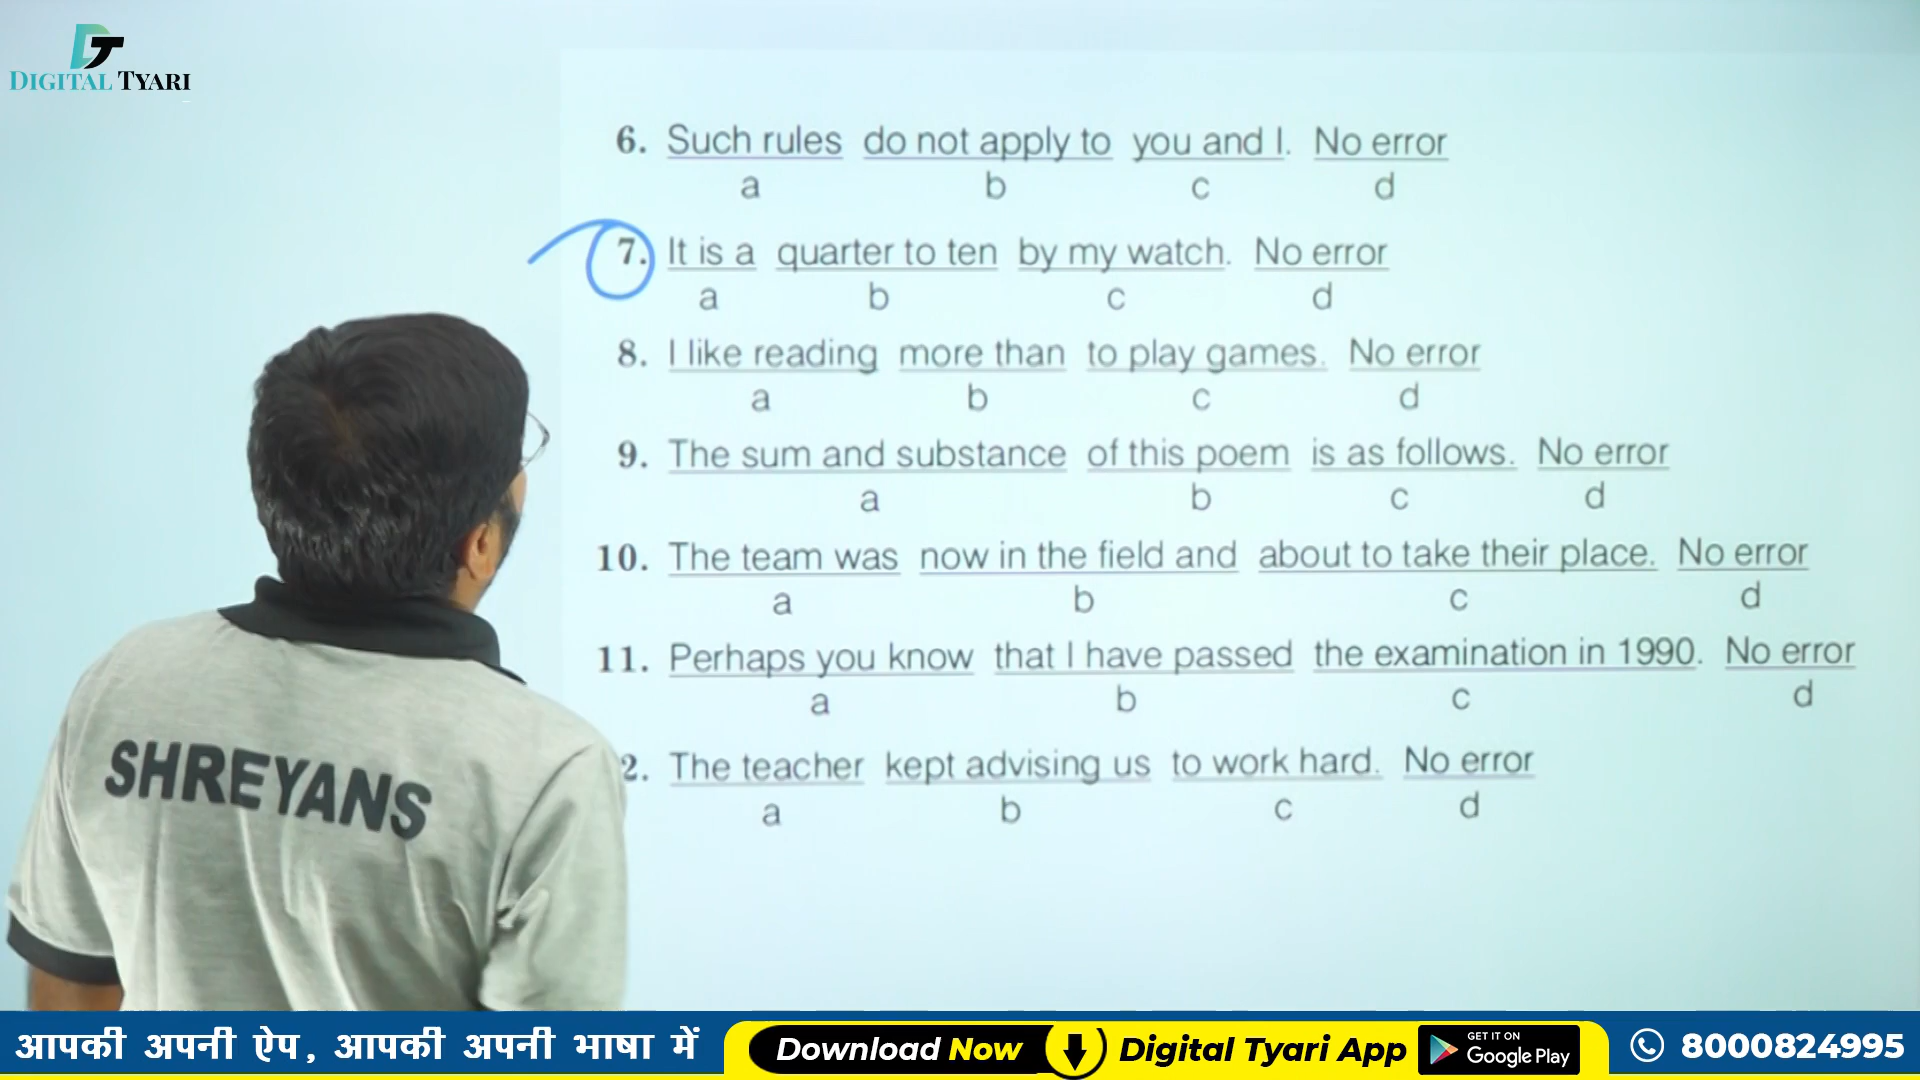 DT
DIGITAL TYARI
6. Such rules do not apply to you and I. No error
a b c d
7. It is a quarter to ten by my watch. No error
a b c d
8. I like reading more than to play games. No error
a b c d
9. The sum and substance of this poem is as follows. No error
a b c d
10. The team was now in the field and about to take their place. No error
a b c d
11. Perhaps you know that I have passed the examination in 1990. No error
a b c d
2. The teacher kept advising us to work hard. No error
a b c d
SHREYANS
आपकी अपनी ऐप, आपकी अपनी भाषा में
Download Now
Digital Tyari App
GET IT ON
Google Play
8000824995